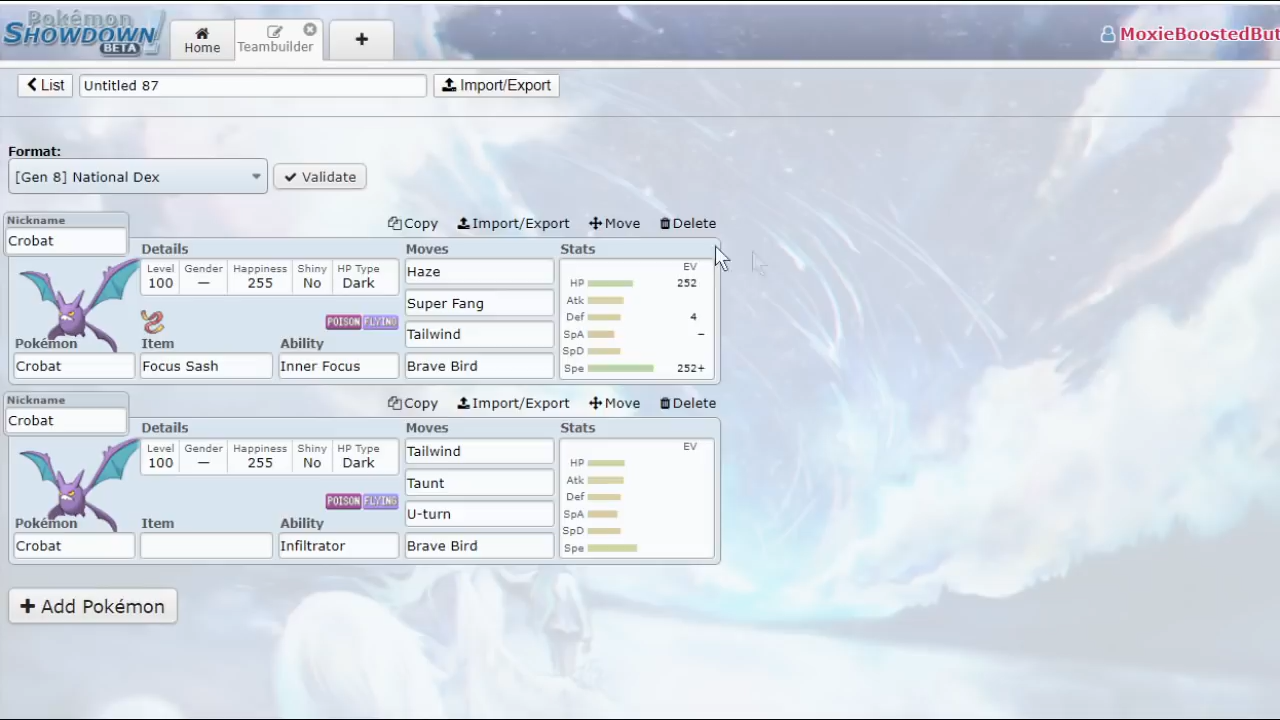 Pokémon
SHOWDOWN!
BETA
Home
Teambuilder
MoxieBoostedBut
List
Untitled 87
Import/Export
Format:
[Gen 8] National Dex
Validate
Copy Import/Export Move Delete
Nickname
Crobat
Details
Level Gender Happiness Shiny HP Type
100 — 255 No Dark
POISON FLYING
Pokémon Item Ability
Crobat Focus Sash Inner Focus
Moves
Haze
Super Fang
Tailwind
Brave Bird
Stats
EV
HP 252
Atk
Def 4
SpA –
SpD
Spe 252+
Copy Import/Export Move Delete
Nickname
Crobat
Details
Level Gender Happiness Shiny HP Type
100 — 255 No Dark
POISON FLYING
Pokémon Item Ability
Crobat Infiltrator
Moves
Tailwind
Taunt
U-turn
Brave Bird
Stats
EV
HP
Atk
Def
SpA
SpD
Spe
Add Pokémon